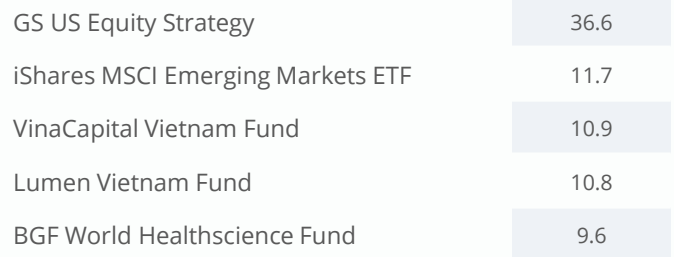 GS US Equity Strategy 36.6
iShares MSCI Emerging Markets ETF 11.7
VinaCapital Vietnam Fund 10.9
Lumen Vietnam Fund 10.8
BGF World Healthscience Fund 9.6